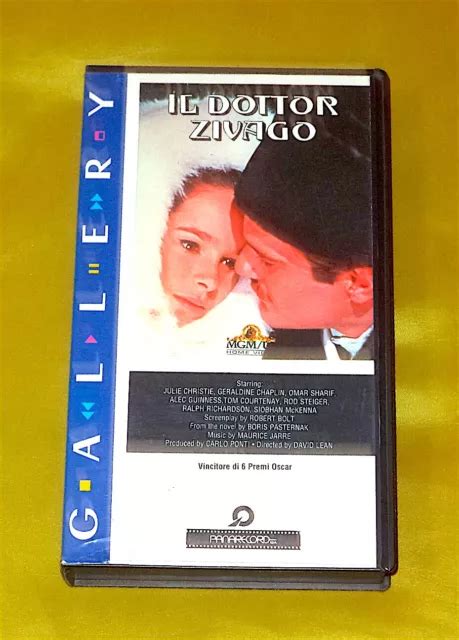 GALLERY
IL DOTTOR
ZIVAGO
MGM/U
HOME VI
Starring:
JULIE CHRISTIE, GERALDINE CHAPLIN, OMAR SHARIF,
ALEC GUINNESS, TOM COURTENAY, ROD STEIGER,
RALPH RICHARDSON, SIOBHAN McKENNA
Screenplay by ROBERT BOLT
From the novel by BORIS PASTERNAK
Music by MAURICE JARRE
Produced by CARLO PONTI • Directed by DAVID LEAN
Vincitore di 6 Premi Oscar
PANARECORD